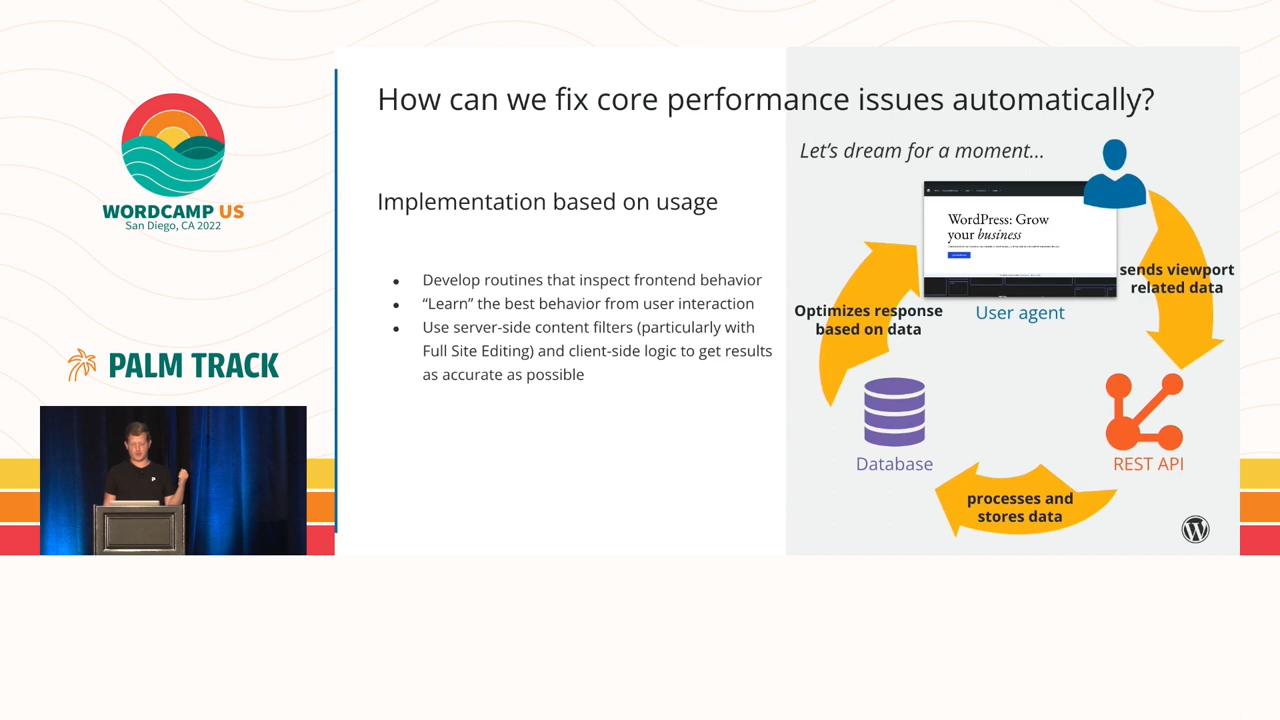 WORDCAMP US
San Diego, CA 2022
PALM TRACK
How can we fix core performance issues automatically?
Let's dream for a moment...
Implementation based on usage
● Develop routines that inspect frontend behavior
● “Learn” the best behavior from user interaction
● Use server-side content filters (particularly with
Full Site Editing) and client-side logic to get results
as accurate as possible
WordPress: Grow
your business
User agent
sends viewport
related data
REST API
processes and
stores data
Database
Optimizes response
based on data